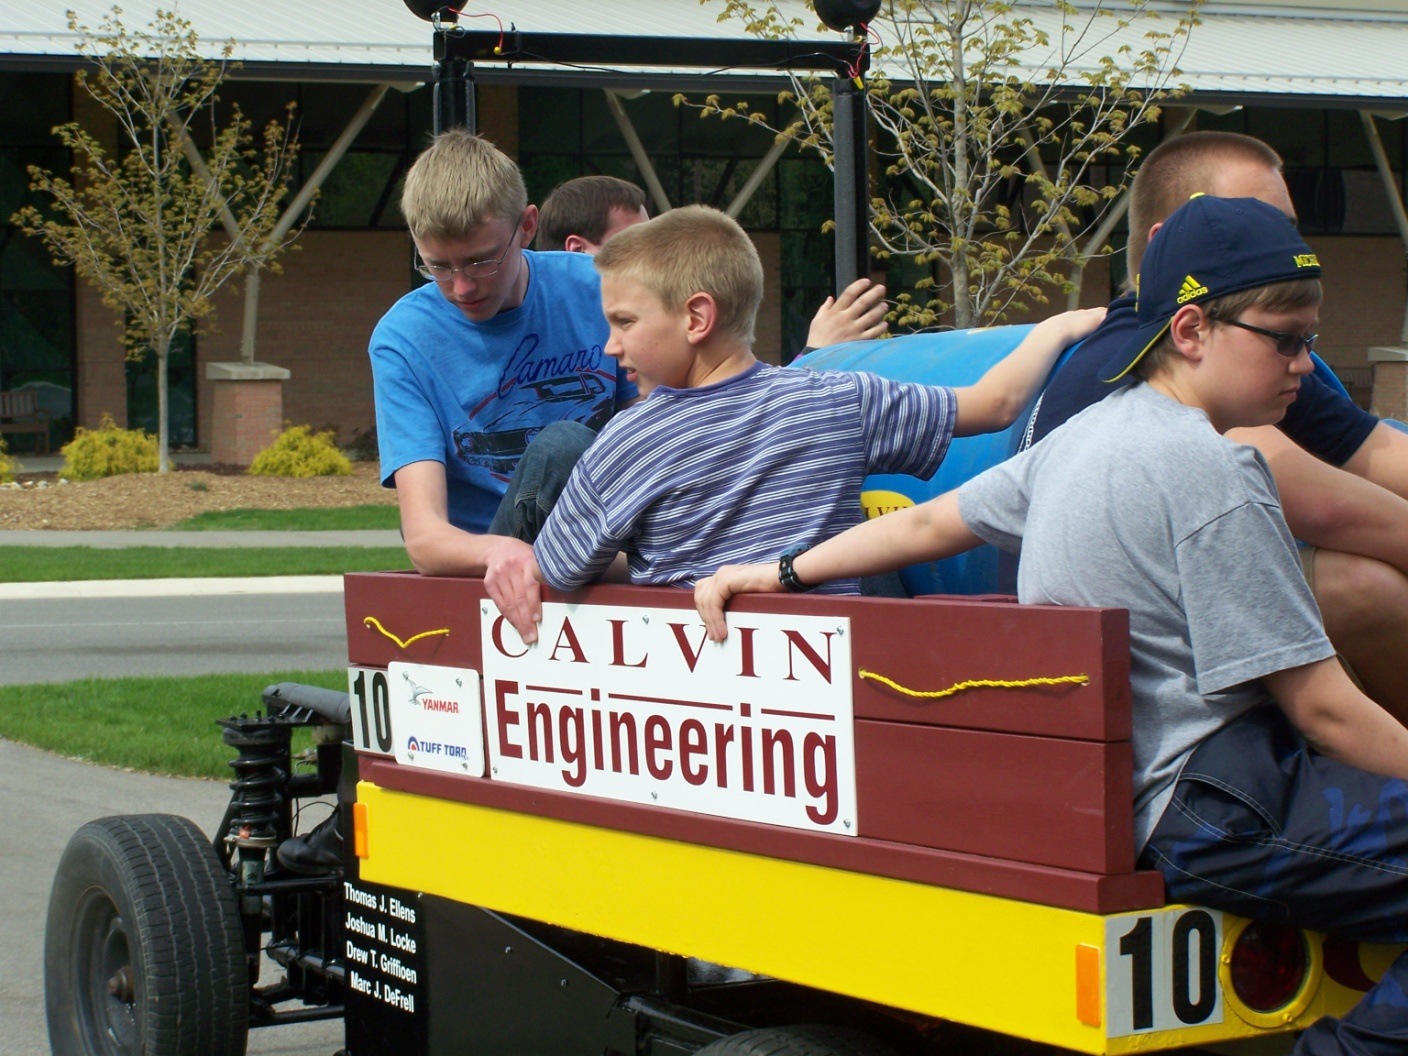 Camaro
adidas
CALVIN
Engineering
10
YANMAR
TUFF TORQ
Thomas J. Ellens
Joshua M. Locke
Drew T. Griffioen
Marc J. DeFrell
10